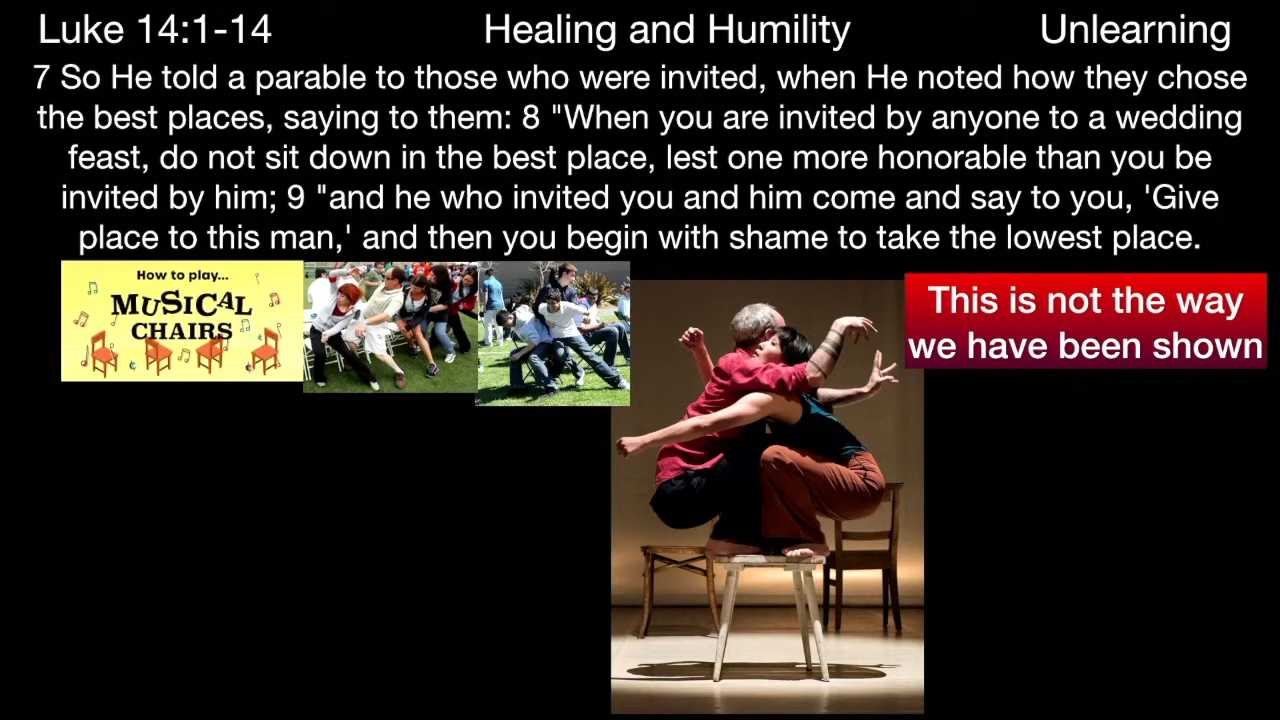 Luke 14:1-14 Healing and Humility Unlearning
7 So He told a parable to those who were invited, when He noted how they chose
the best places, saying to them: 8 "When you are invited by anyone to a wedding
feast, do not sit down in the best place, lest one more honorable than you be
invited by him; 9 "and he who invited you and him come and say to you, 'Give
place to this man,' and then you begin with shame to take the lowest place.
How to play...
MUSICAL
CHAIRS
This is not the way
we have been shown